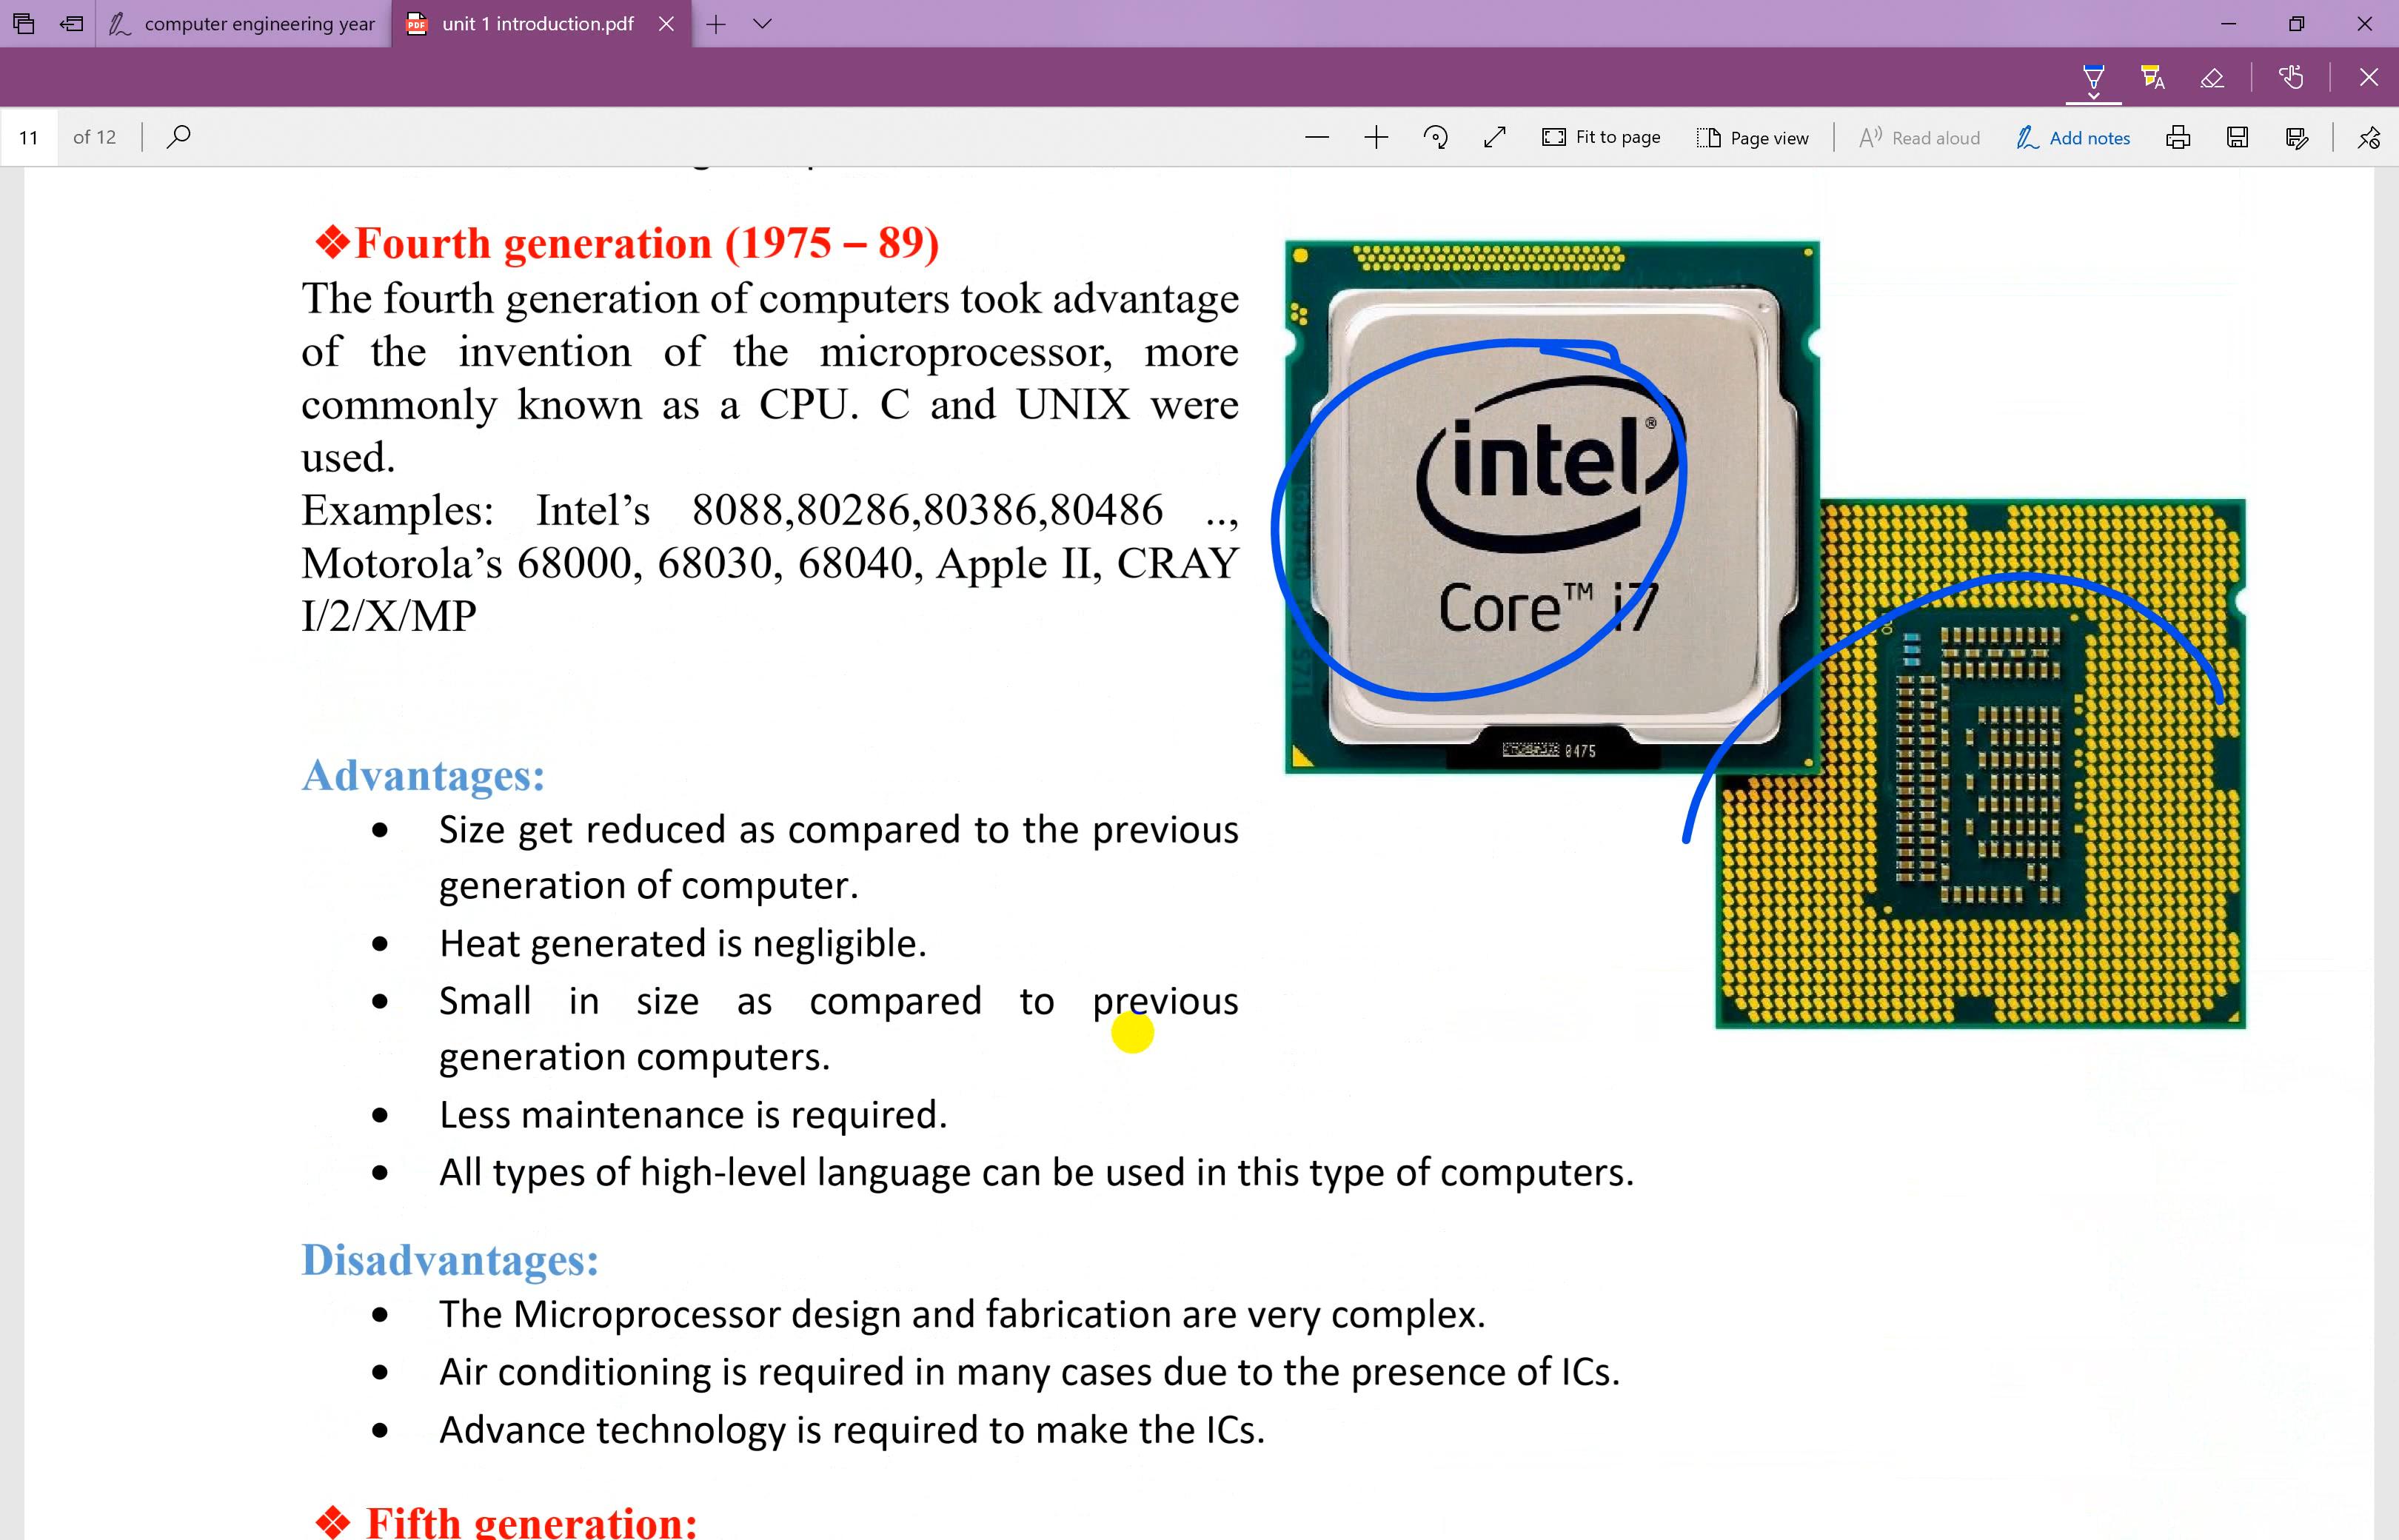 computer engineering year
unit 1 introduction.pdf
11 of 12
Fit to page
Page view
Read aloud
Add notes
❖Fourth generation (1975 – 89)
The fourth generation of computers took advantage
of the invention of the microprocessor, more
commonly known as a CPU. C and UNIX were
used.
Examples: Intel’s 8088,80286,80386,80486 ..,
Motorola’s 68000, 68030, 68040, Apple II, CRAY
I/2/X/MP
intel®
Core™ i7
0475
Advantages:
• Size get reduced as compared to the previous
generation of computer.
• Heat generated is negligible.
• Small in size as compared to previous
generation computers.
• Less maintenance is required.
• All types of high-level language can be used in this type of computers.
Disadvantages:
• The Microprocessor design and fabrication are very complex.
• Air conditioning is required in many cases due to the presence of ICs.
• Advance technology is required to make the ICs.
❖ Fifth generation: